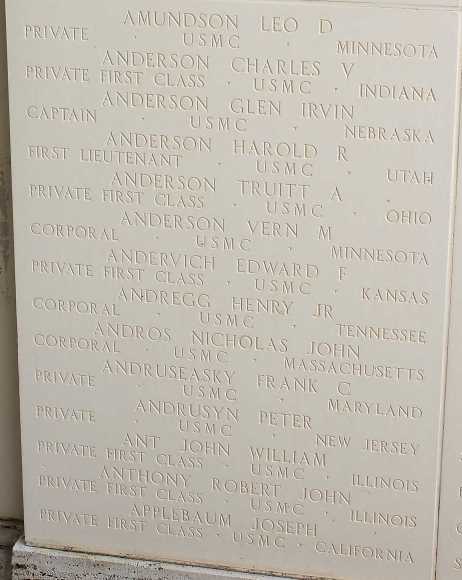 AMUNDSON LEO D
PRIVATE · USMC · MINNESOTA
ANDERSON CHARLES V
PRIVATE FIRST CLASS · USMC · INDIANA
ANDERSON GLEN IRVIN
CAPTAIN · USMC · NEBRASKA
ANDERSON HAROLD R
FIRST LIEUTENANT · USMC · UTAH
ANDERSON TRUITT A
PRIVATE FIRST CLASS · USMC · OHIO
ANDERSON VERN M
CORPORAL · USMC · MINNESOTA
ANDERVICH EDWARD F
PRIVATE FIRST CLASS · USMC · KANSAS
ANDREGG HENRY JR
CORPORAL · USMC · TENNESSEE
ANDROS NICHOLAS JOHN
CORPORAL · USMC · MASSACHUSETTS
ANDRUSEASKY FRANK C
PRIVATE · USMC · MARYLAND
ANDRUSYN PETER
PRIVATE · USMC · NEW JERSEY
ANT JOHN WILLIAM
PRIVATE FIRST CLASS · USMC · ILLINOIS
ANTHONY ROBERT JOHN
PRIVATE FIRST CLASS · USMC · ILLINOIS
APPLEBAUM JOSEPH
PRIVATE FIRST CLASS · USMC · CALIFORNIA